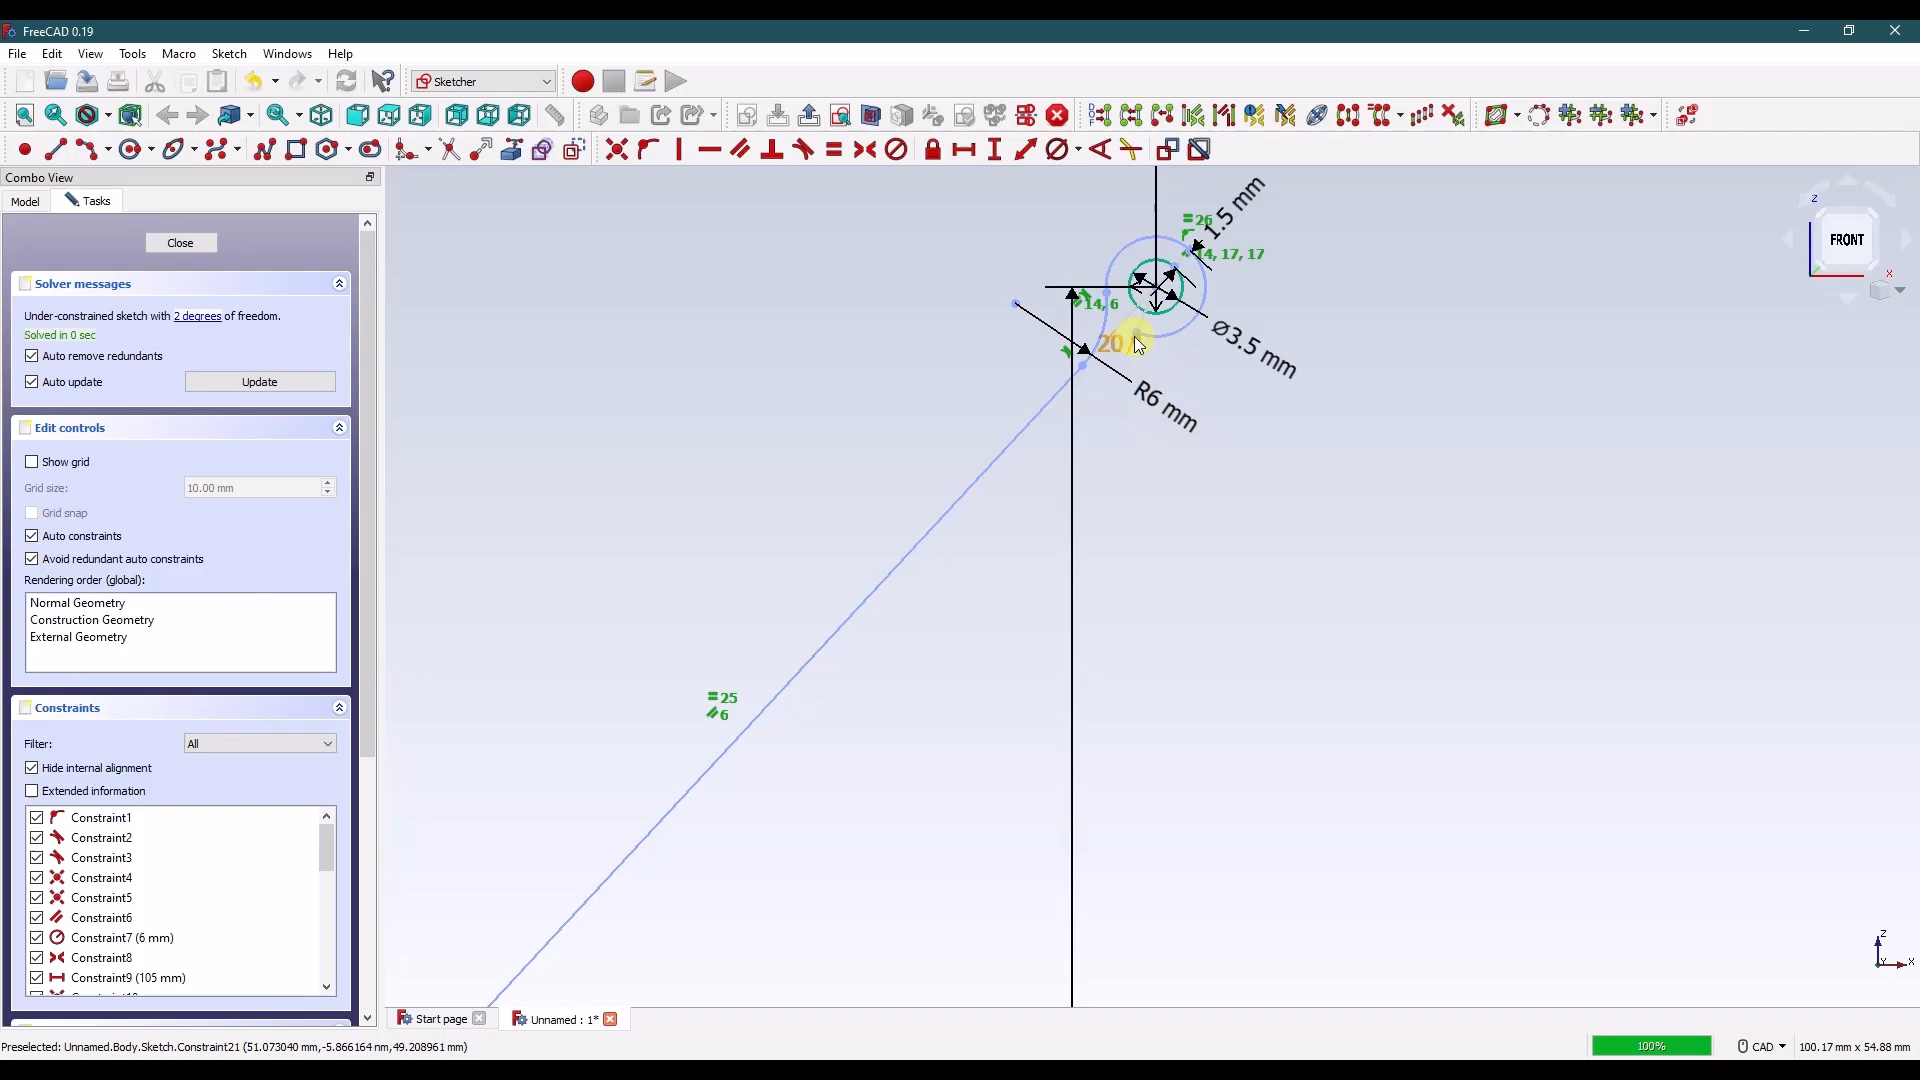 FreeCAD 0.19
File Edit View Tools Macro Sketch Windows Help
Sketcher
Combo View
Model Tasks
Close
Solver messages
Under-constrained sketch with 2 degrees of freedom.
Solved in 0 sec
Auto remove redundants
Auto update Update
Edit controls
Show grid
Grid size: 10.00 mm
Grid snap
Auto constraints
Avoid redundant auto constraints
Rendering order (global):
Normal Geometry
Construction Geometry
External Geometry
Constraints
Filter: All
Hide internal alignment
Extended information
Constraint1
Constraint2
Constraint3
Constraint4
Constraint5
Constraint6
Constraint7 (6 mm)
Constraint8
Constraint9 (105 mm)
26
1.5 mm
14, 17, 17
14, 6
20
Ø3.5 mm
R6 mm
25
6
Z
FRONT
X
Z
Y X
Start page Unnamed : 1*
Preselected: Unnamed.Body.Sketch.Constraint21 (51.073040 mm,-5.866164 nm,49.208961 mm)
100% CAD 100.17 mm x 54.88 mm